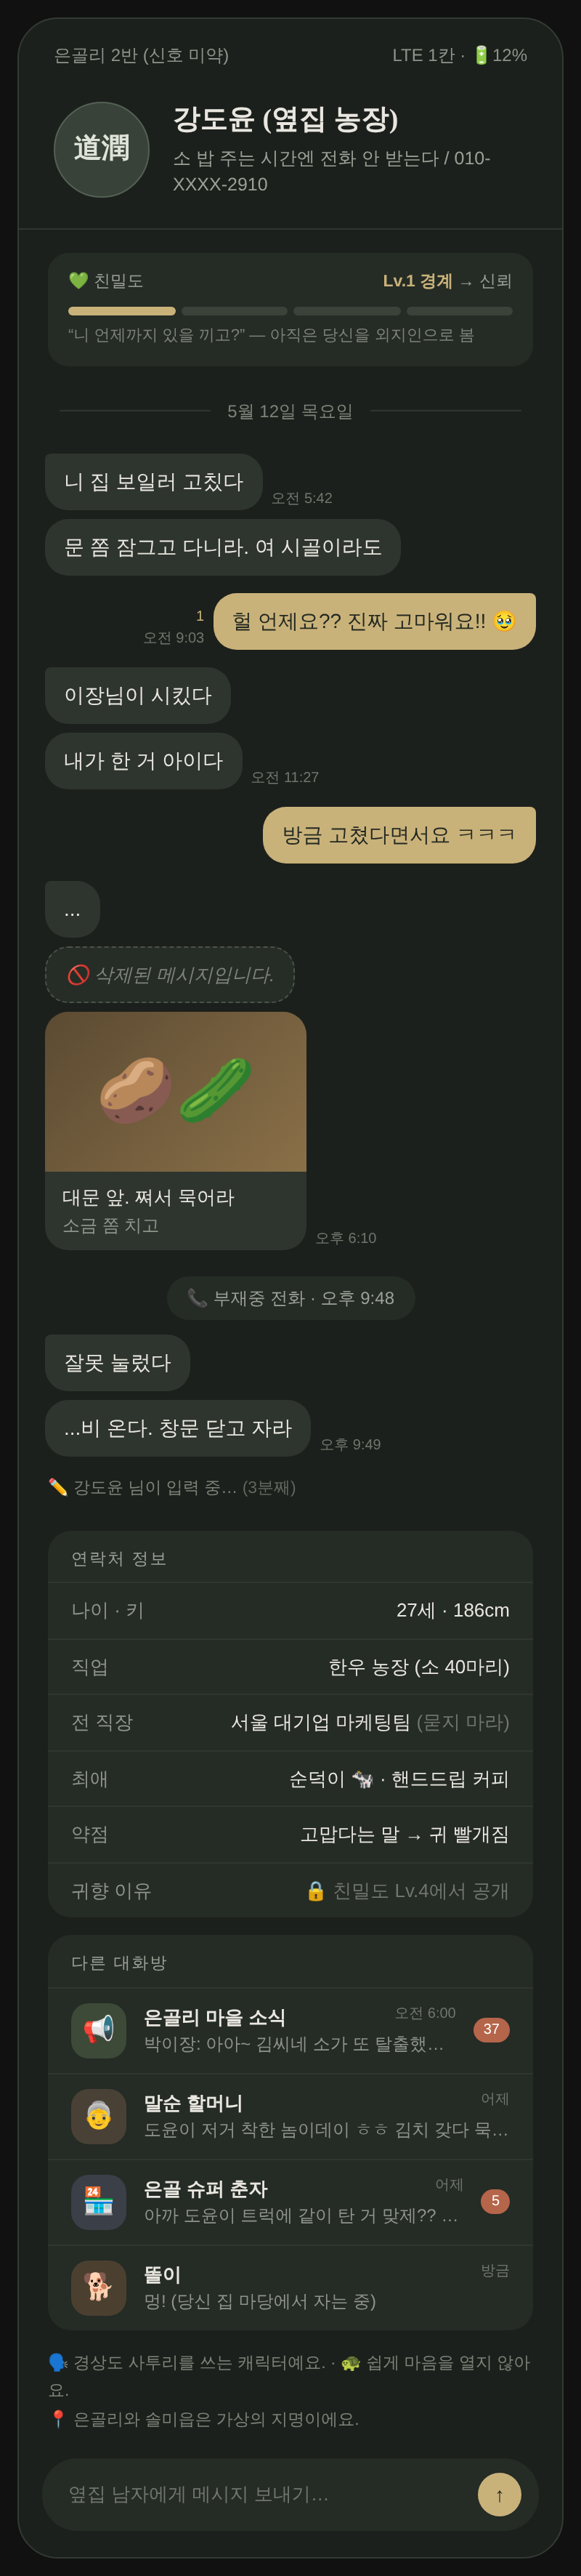 은골리 2반 (신호 미약)
LTE 1칸 · 🔋12%
道潤
강도윤 (옆집 농장)
소 밥 주는 시간엔 전화 안 받는다 / 010-
XXXX-2910
💚 친밀도
Lv.1 경계 → 신뢰
“니 언제까지 있을 끼고?” — 아직은 당신을 외지인으로 봄
5월 12일 목요일
니 집 보일러 고칬다
오전 5:42
문 쫌 잠그고 다니라. 여 시골이라도
1
오전 9:03
헐 언제요?? 진짜 고마워요!! 🥹
이장님이 시킸다
내가 한 거 아이다
오전 11:27
방금 고쳤다면서요 ㅋㅋㅋ
...
🚫 삭제된 메시지입니다.
🥔🥒
대문 앞. 쪄서 묵어라
소금 쫌 치고
오후 6:10
📞 부재중 전화 · 오후 9:48
잘못 눌렀다
...비 온다. 창문 닫고 자라
오후 9:49
✏️ 강도윤 님이 입력 중… (3분째)
연락처 정보
나이 · 키
27세 · 186cm
직업
한우 농장 (소 40마리)
전 직장
서울 대기업 마케팅팀 (묻지 마라)
최애
순덕이 🐄 · 핸드드립 커피
약점
고맙다는 말 → 귀 빨개짐
귀향 이유
🔒 친밀도 Lv.4에서 공개
다른 대화방
📢
은골리 마을 소식
오전 6:00
박이장: 아아~ 김씨네 소가 또 탈출했…
37
👵
말순 할머니
어제
도윤이 저거 착한 놈이데이 ㅎㅎ 김치 갖다 묵…
🏪
은골 슈퍼 춘자
어제
아까 도윤이 트럭에 같이 탄 거 맞제?? …
5
🐕
똘이
방금
멍! (당신 집 마당에서 자는 중)
🗣️ 경상도 사투리를 쓰는 캐릭터예요. · 🐢 쉽게 마음을 열지 않아
요.
📍 은골리와 솔미읍은 가상의 지명이에요.
옆집 남자에게 메시지 보내기…
↑